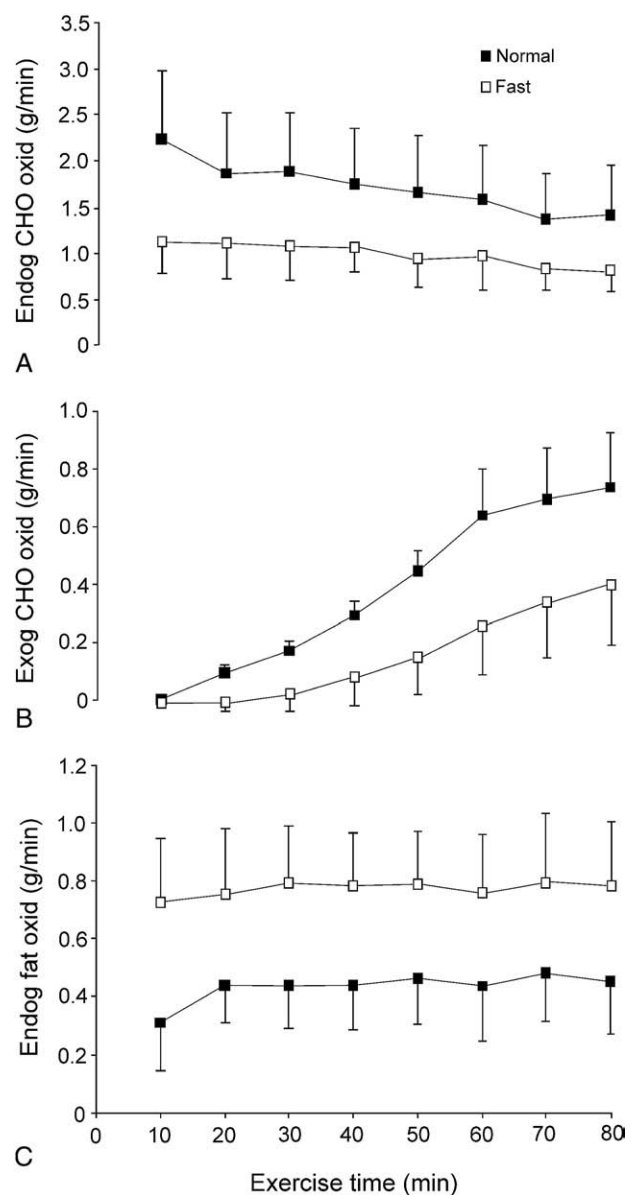 3.5
3.0
2.5
2.0
1.5
1.0
0.5
0
Endog CHO oxid (g/min)
Normal
Fast
A
1.0
0.8
0.6
0.4
0.2
0
Exog CHO oxid (g/min)
B
1.2
1.0
0.8
0.6
0.4
0.2
0
Endog fat oxid (g/min)
C
0 10 20 30 40 50 60 70 80
Exercise time (min)